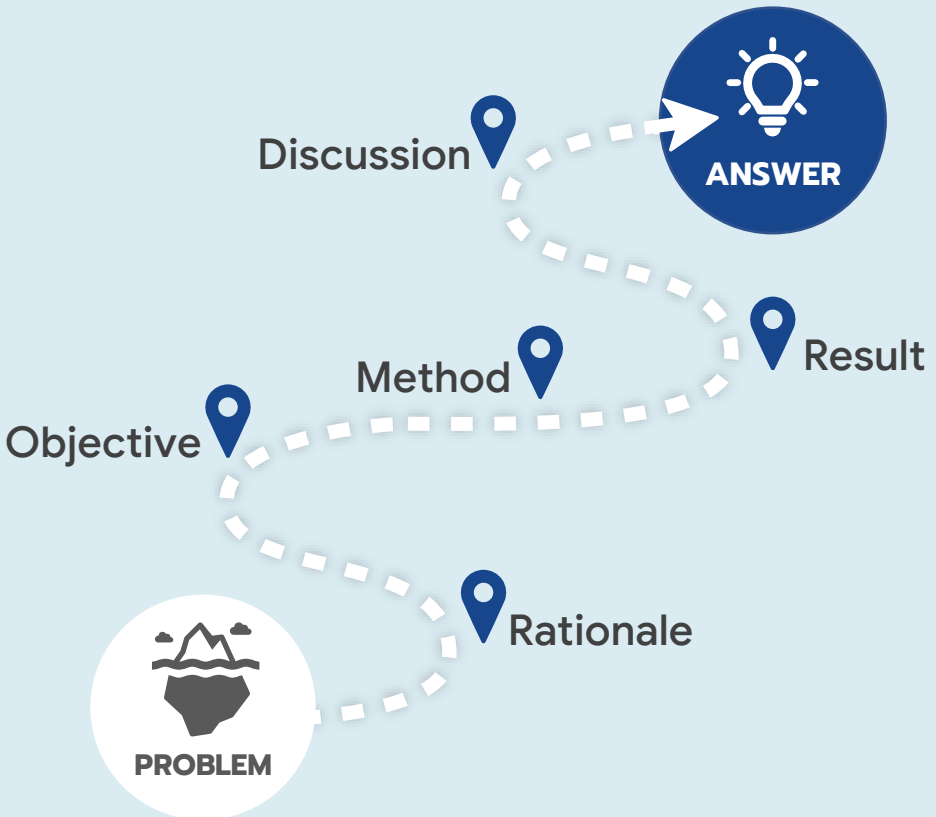 ANSWER
Discussion
Result
Method
Objective
Rationale
PROBLEM